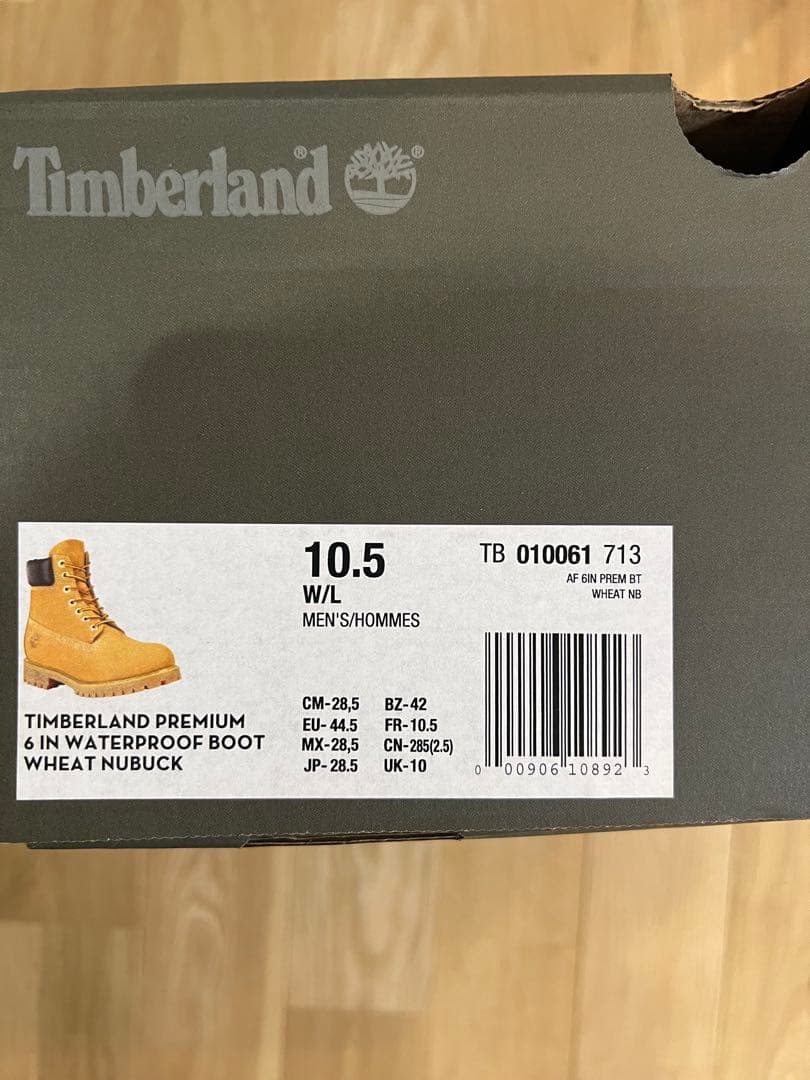 Timberland® ®
10.5
W/L
MEN'S/HOMMES
TB 010061 713
AF 6IN PREM BT
WHEAT NB
TIMBERLAND PREMIUM
6 IN WATERPROOF BOOT
WHEAT NUBUCK
CM-28,5 BZ-42
EU-44.5 FR-10.5
MX-28,5 CN-285(2.5)
JP-28.5 UK-10
0 00906 10892 3